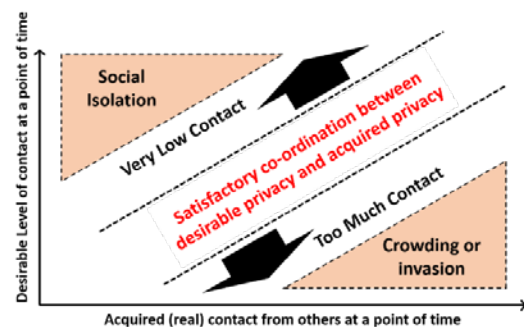 Desirable Level of contact at a point of time
Social
Isolation
Very Low Contact
Satisfactory co-ordination between
desirable privacy and acquired privacy
Too Much Contact
Crowding or
invasion
Acquired (real) contact from others at a point of time